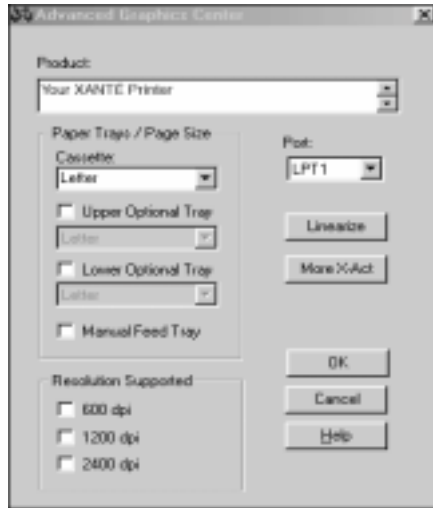 Advanced Graphics Center
Product:
Your XANTÉ Printer
Paper Trays / Page Size
Cassette:
Letter
Upper Optional Tray
Letter
Lower Optional Tray
Letter
Manual Feed Tray
Port:
LPT1
Linearize
More X-Act
Resolution Supported
600 dpi
1200 dpi
2400 dpi
OK
Cancel
Help